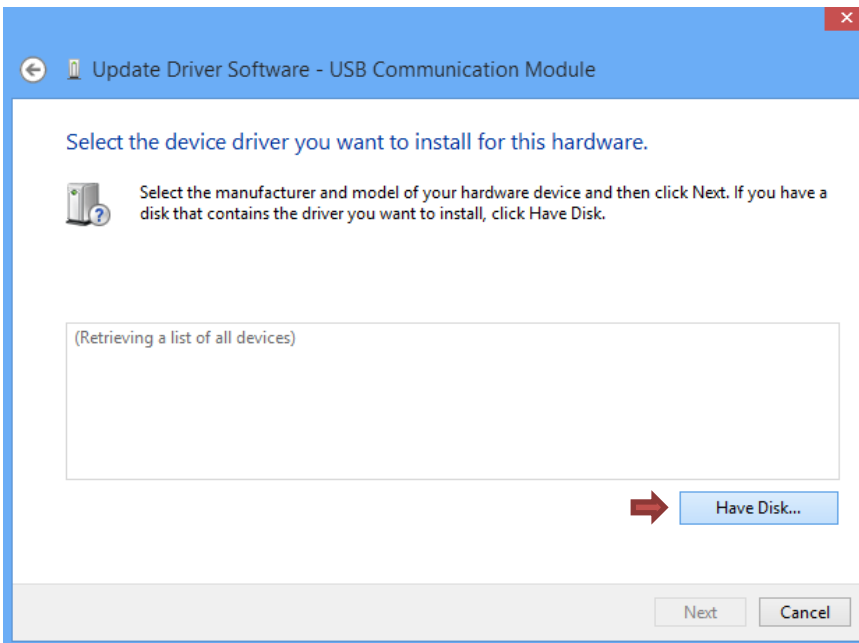 Update Driver Software - USB Communication Module
Select the device driver you want to install for this hardware.
Select the manufacturer and model of your hardware device and then click Next. If you have a
disk that contains the driver you want to install, click Have Disk.
(Retrieving a list of all devices)
Have Disk...
Next
Cancel